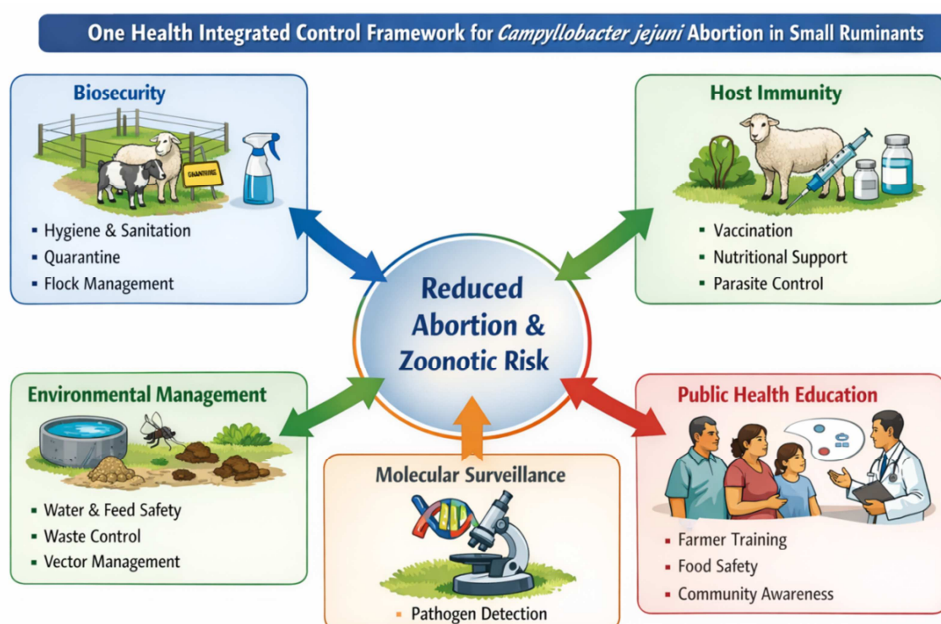 One Health Integrated Control Framework for Campyllobacter jejuni Abortion in Small Ruminants
Biosecurity
▪ Hygiene & Sanitation
▪ Quarantine
▪ Flock Management
Host Immunity
▪ Vaccination
▪ Nutritional Support
▪ Parasite Control
Reduced
Abortion &
Zoonotic Risk
Environmental Management
▪ Water & Feed Safety
▪ Waste Control
▪ Vector Management
Molecular Surveillance
▪ Pathogen Detection
Public Health Education
▪ Farmer Training
▪ Food Safety
▪ Community Awareness